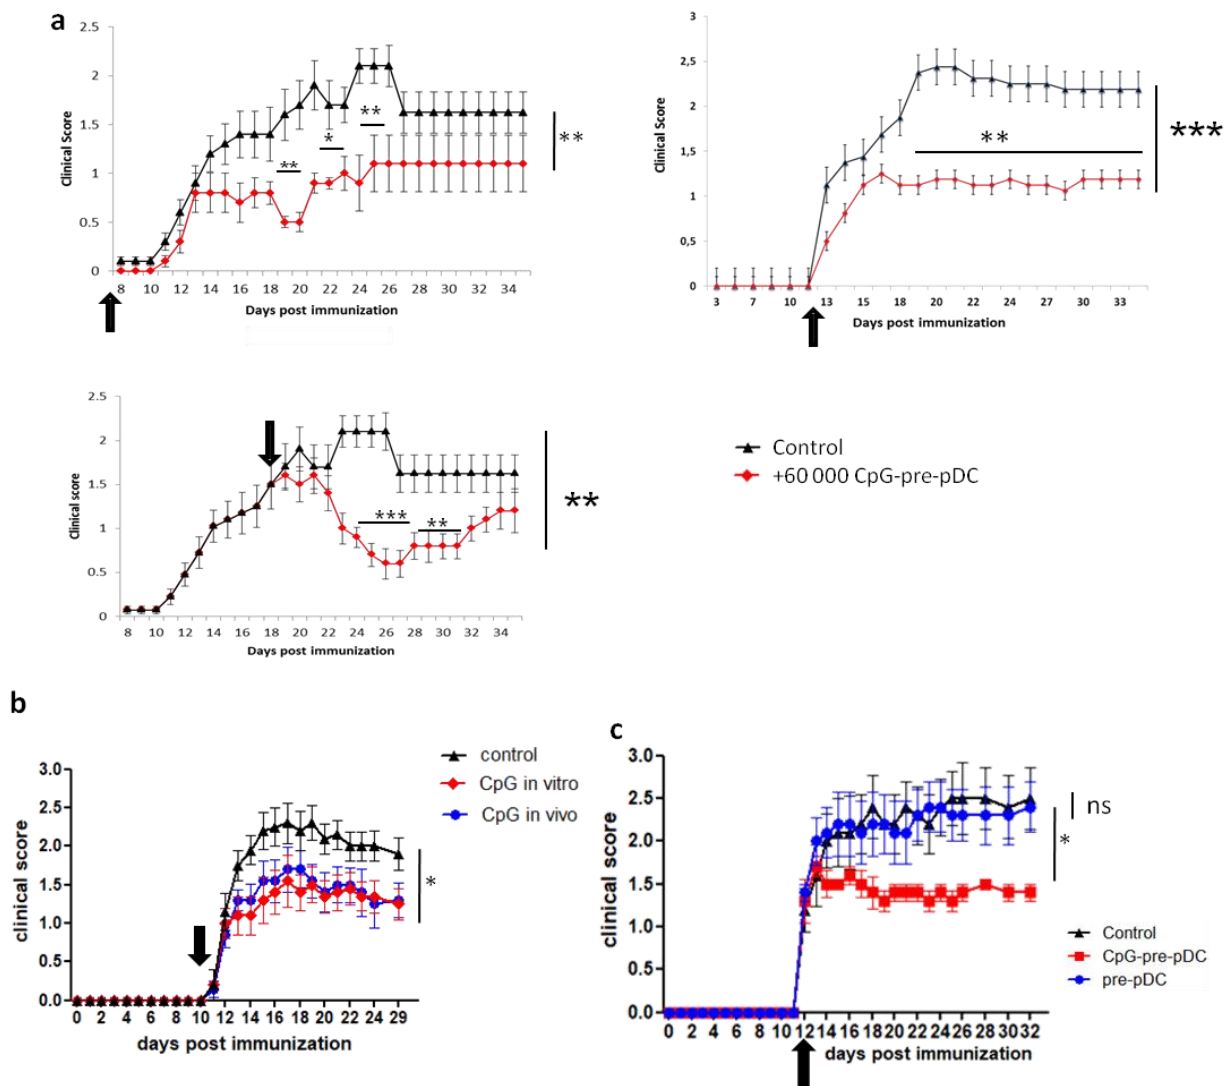 a
2.5
2
1.5
1
0.5
0
Clinical Score
**
*
**
**
8 10 12 14 16 18 20 22 24 26 28 30 32 34
Days post immunization
3
2,5
2
1,5
1
0,5
0
Clinical Score
**
***
3 7 10 13 15 18 20 22 24 27 30 33
Days post immunization
2.5
2
1.5
1
0.5
0
Clinical Score
***
**
**
8 10 12 14 16 18 20 22 24 26 28 30 32 34
Days post immunization
Control
+60 000 CpG-pre-pDC
b
3.0
2.5
2.0
1.5
1.0
0.5
0.0
clinical score
control
CpG in vitro
CpG in vivo
*
0 2 4 6 8 10 12 14 16 18 20 22 24 29
days post immunization
c
3.0
2.5
2.0
1.5
1.0
0.5
0.0
clinical score
ns
*
Control
CpG-pre-pDC
pre-pDC
0 2 4 6 8 10 12 14 16 18 20 22 24 26 28 30 32
days post immunization